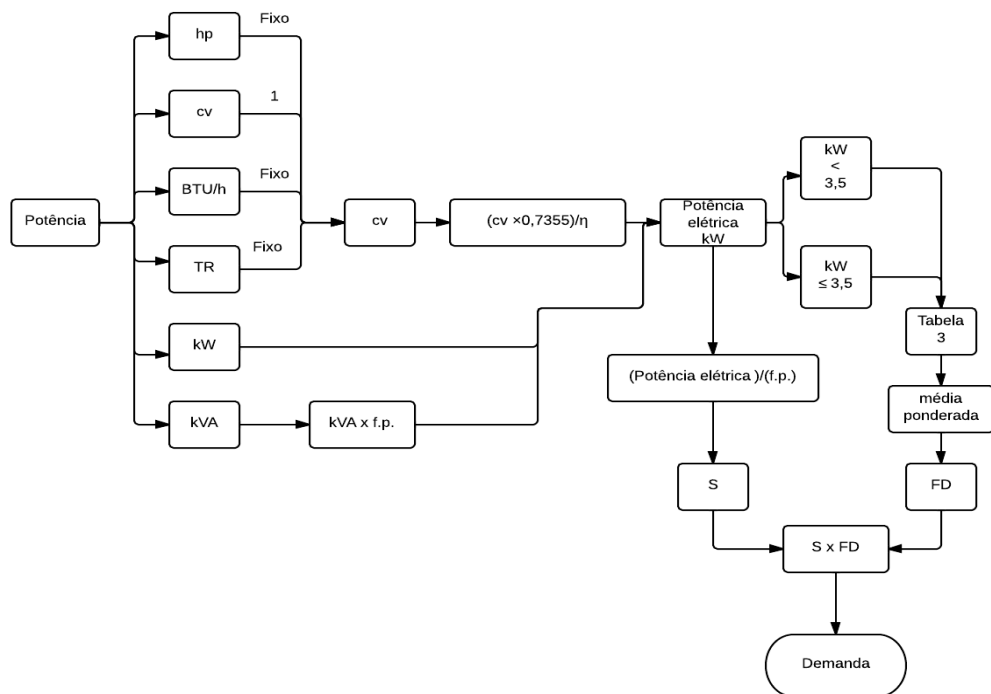 Fixo
hp
1
cv
Fixo
BTU/h
Potência
Fixo
TR
cv
(cv ×0,7355)/η
Potência
elétrica
kW
kW
<
3,5
kW
≤ 3,5
Tabela
3
kW
(Potência elétrica )/(f.p.)
média
ponderada
kVA
kVA x f.p.
S
FD
S x FD
Demanda